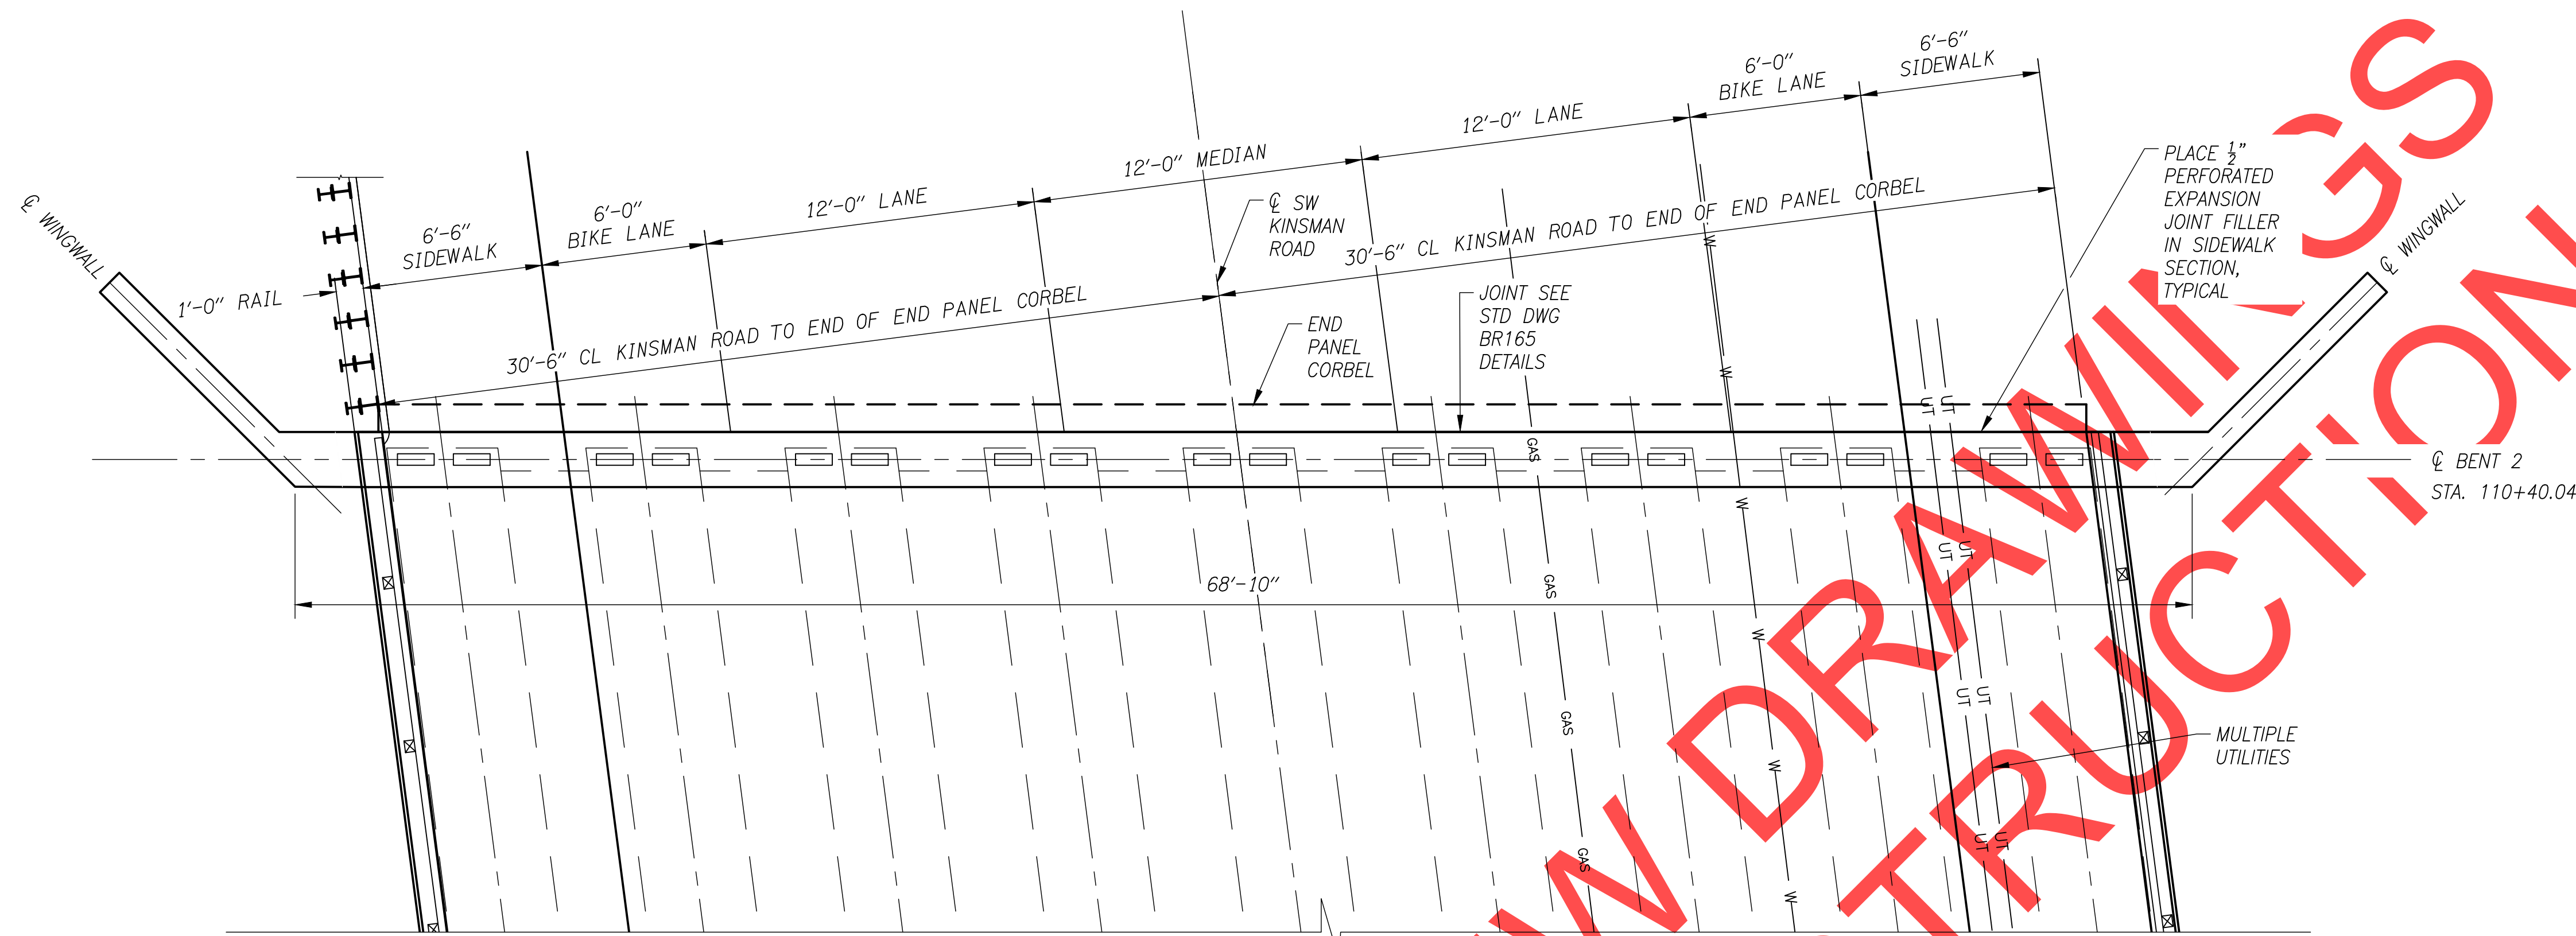 6'-6"
SIDEWALK
6'-0"
BIKE LANE
12'-0" LANE
12'-0" MEDIAN
12'-0" LANE
6'-0"
BIKE LANE
6'-6"
SIDEWALK
℄ WINGWALL
1'-0" RAIL
30'-6" CL KINSMAN ROAD TO END OF END PANEL CORBEL
30'-6" CL KINSMAN ROAD TO END OF END PANEL CORBEL
℄ SW
KINSMAN
ROAD
END
PANEL
CORBEL
JOINT SEE
STD DWG
BR165
DETAILS
PLACE ½"
PERFORATED
EXPANSION
JOINT FILLER
IN SIDEWALK
SECTION,
TYPICAL
℄ WINGWALL
℄ BENT 2
STA. 110+40.04
68'-10"
GAS
GAS
GAS
GAS
W
W
W
W
W
W
UT
UT
UT
UT
UT
UT
UT
UT
MULTIPLE
UTILITIES
W DRAWINGS
TRUCTION